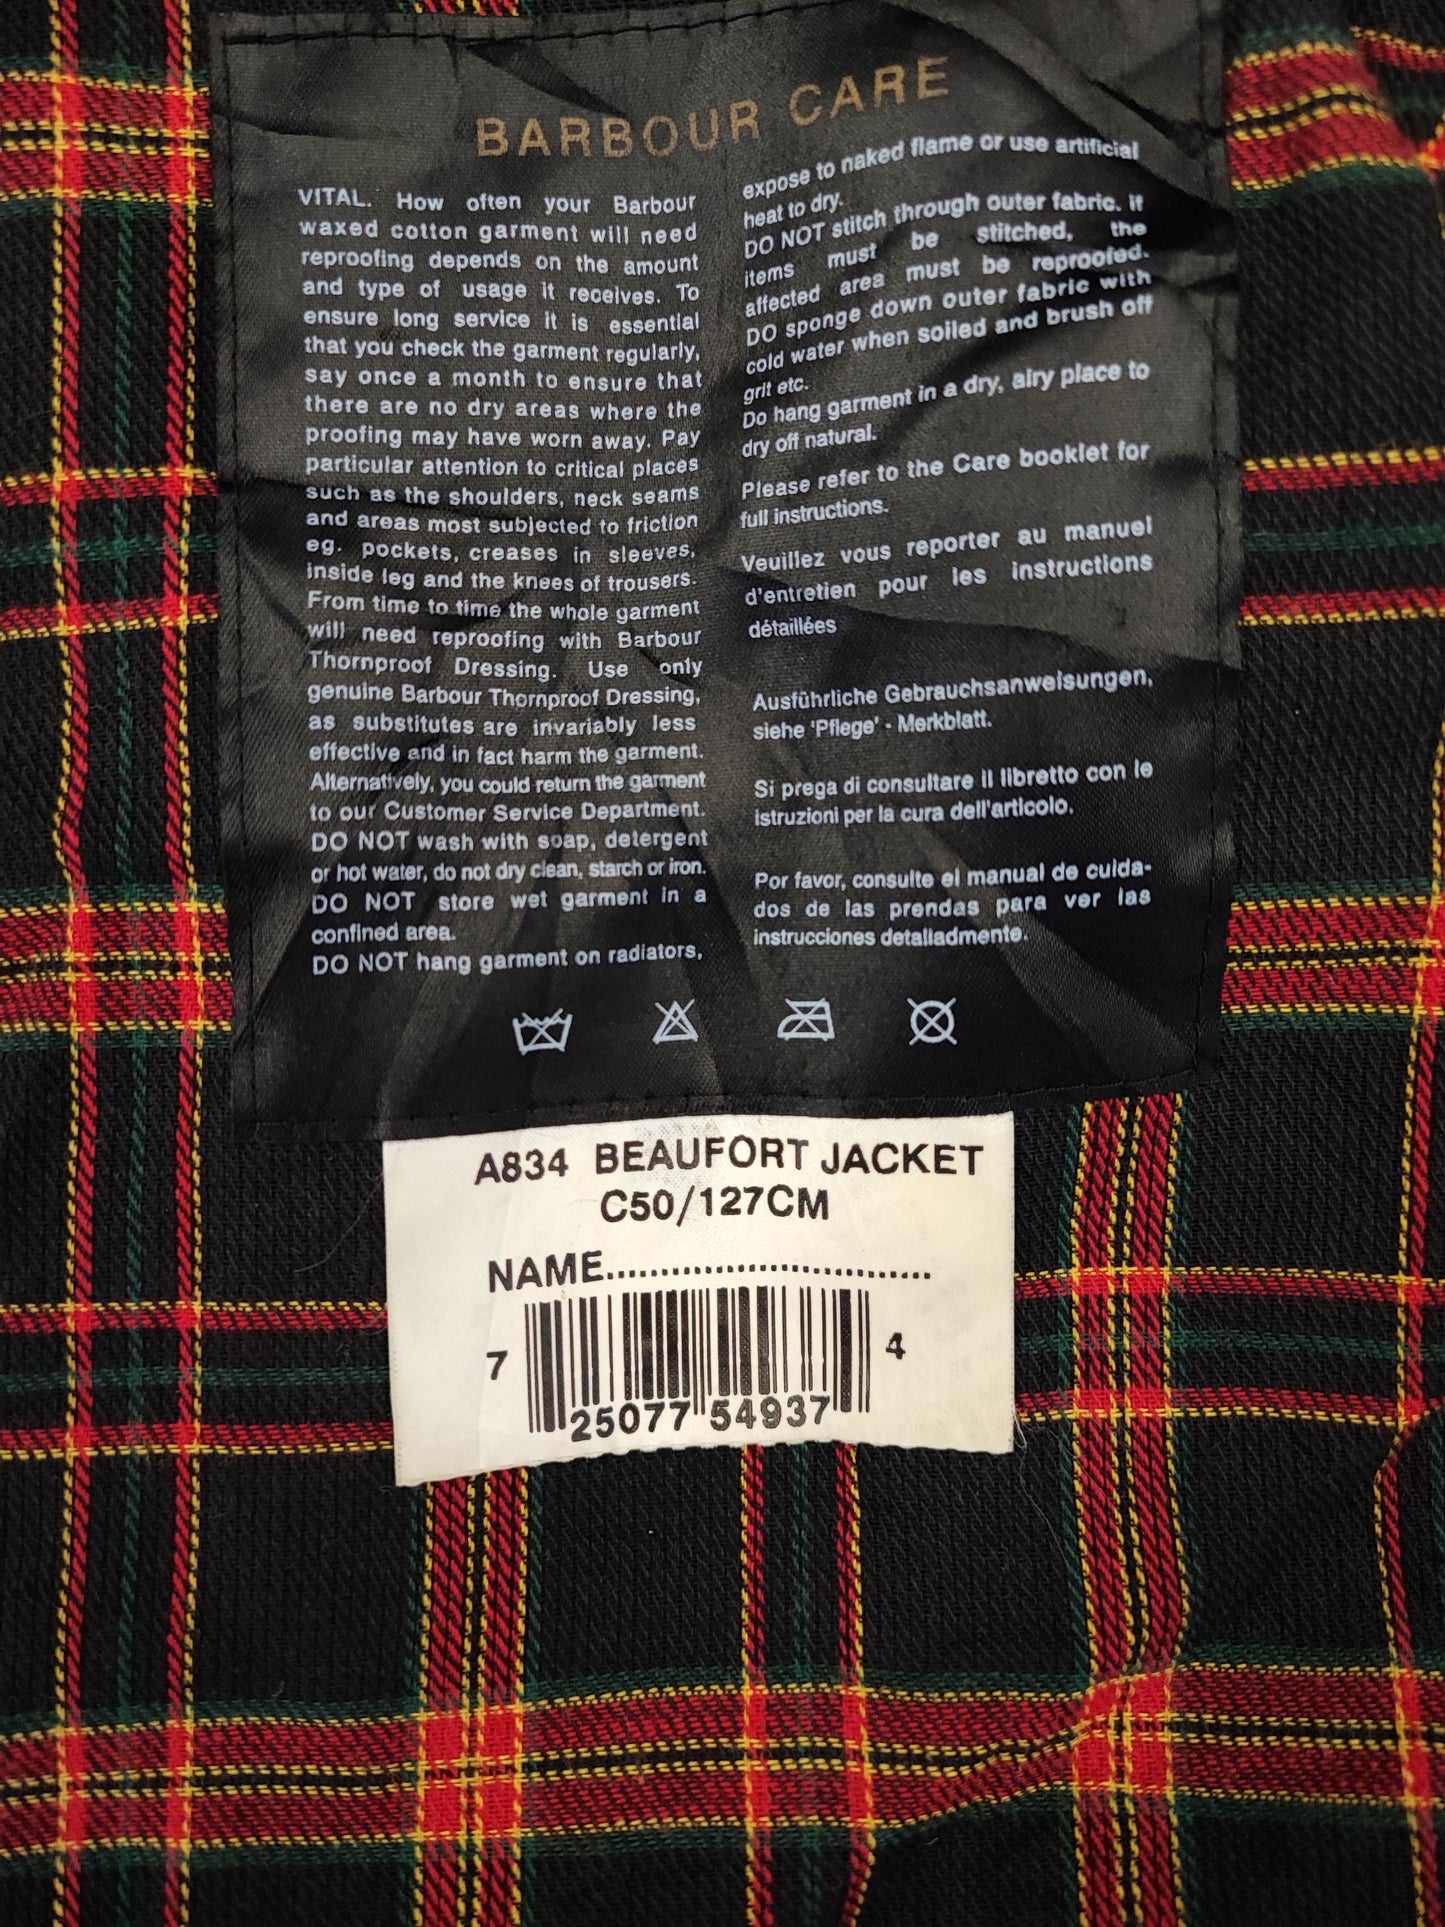 BARBOUR CARE
VITAL. How often your Barbour
waxed cotton garment will need
reproofing depends on the amount
and type of usage it receives. To
ensure long service it is essential
that you check the garment regularly,
say once a month to ensure that
there are no dry areas where the
proofing may have worn away. Pay
particular attention to critical places
such as the shoulders, neck seams
and areas most subjected to friction
eg. pockets, creases in sleeves,
inside leg and the knees of trousers.
From time to time the whole garment
will need reproofing with Barbour
Thornproof Dressing. Use only
genuine Barbour Thornproof Dressing,
as substitutes are invariably less
effective and in fact harm the garment.
Alternatively, you could return the garment
to our Customer Service Department.
DO NOT wash with soap, detergent
or hot water, do not dry clean, starch or iron.
DO NOT store wet garment in a
confined area.
DO NOT hang garment on radiators,
expose to naked flame or use artificial
heat to dry.
DO NOT stitch through outer fabric. If
items must be stitched, the
affected area must be reproofed.
DO sponge down outer fabric with
cold water when soiled and brush off
grit etc.
Do hang garment in a dry, airy place to
dry off natural.
Please refer to the Care booklet for
full instructions.
Veuillez vous reporter au manuel
d'entretien pour les instructions
détaillées
Ausführliche Gebrauchsanweisungen,
siehe 'Pflege' - Merkblatt.
Si prega di consultare il libretto con le
istruzioni per la cura dell'articolo.
Por favor, consulte el manual de cuida-
dos de las prendas para ver las
instrucciones detalladmente.
A834 BEAUFORT JACKET
C50/127CM
NAME..............................
7 25077 54937 4